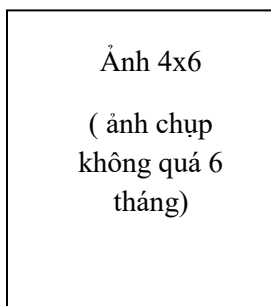 Ảnh 4x6
( ảnh chụp
không quá 6
tháng)